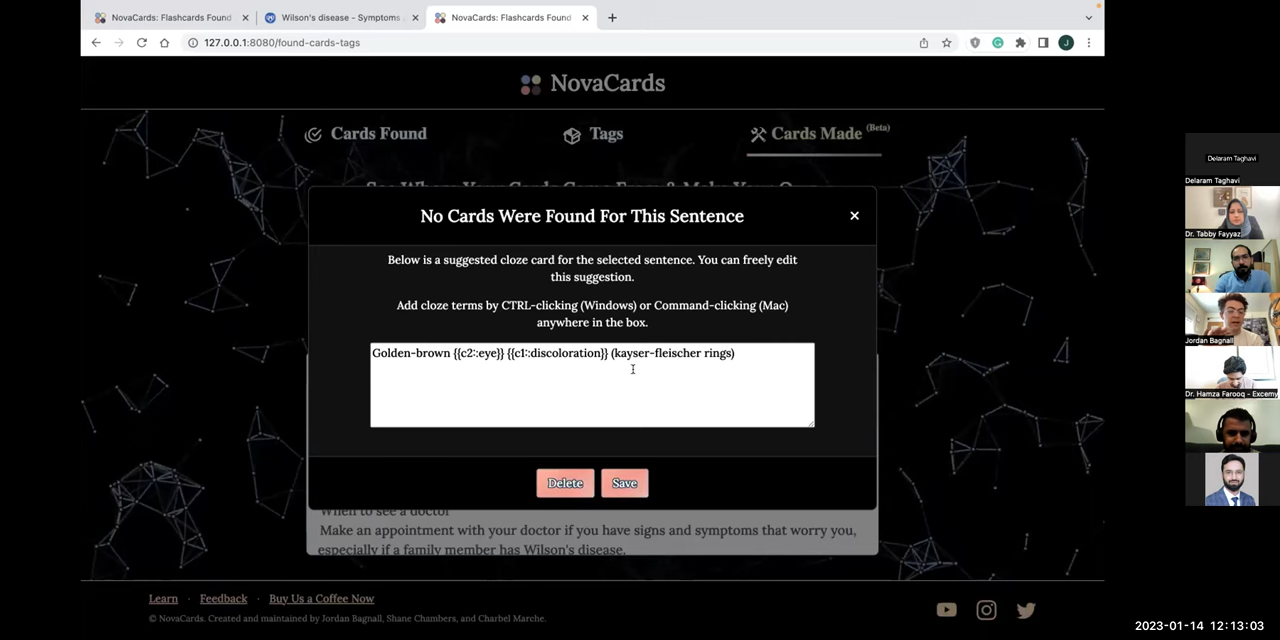 NovaCards: Flashcards Found
Wilson's disease - Symptoms
NovaCards: Flashcards Found
127.0.0.1:8080/found-cards-tags
J
NovaCards
Cards Found
Tags
Cards Made (Beta)
No Cards Were Found For This Sentence
Below is a suggested cloze card for the selected sentence. You can freely edit
this suggestion.
Add cloze terms by CTRL-clicking (Windows) or Command-clicking (Mac)
anywhere in the box.
Golden-brown {{c2::eye}} {{c1::discoloration}} (kayser-fleischer rings)
Delete
Save
When to see a doctor
Make an appointment with your doctor if you have signs and symptoms that worry you,
especially if a family member has Wilson's disease.
Learn · Feedback · Buy Us a Coffee Now
© NovaCards. Created and maintained by Jordan Bagnall, Shane Chambers, and Charbel Marche.
Delaram Taghavi
Delaram Taghavi
Dr. Tabby Fayyaz
Jordan Bagnall
Dr. Hamza Farooq - Excemy
2023-01-14 12:13:03